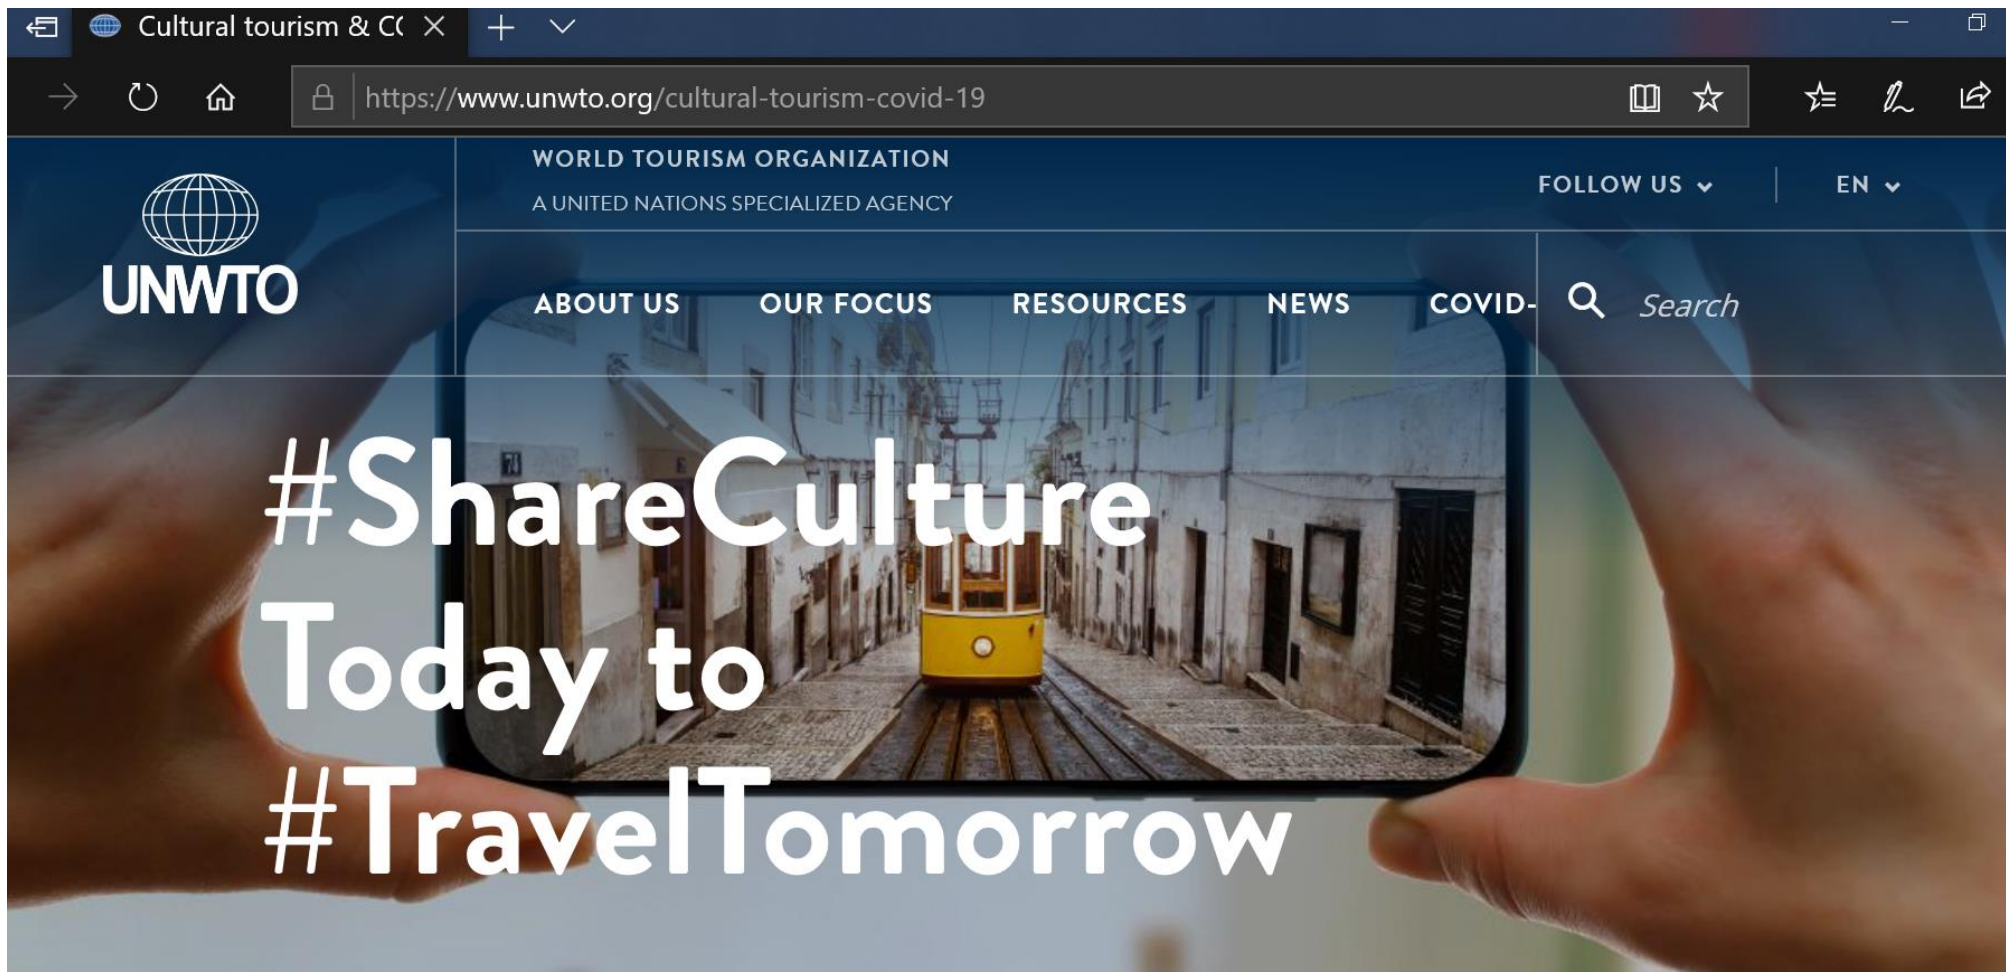 Cultural tourism & C
https://www.unwto.org/cultural-tourism-covid-19
UNWTO
WORLD TOURISM ORGANIZATION
A UNITED NATIONS SPECIALIZED AGENCY
FOLLOW US
EN
ABOUT US
OUR FOCUS
RESOURCES
NEWS
COVID-
Search
#ShareCulture
Today to
#TravelTomorrow